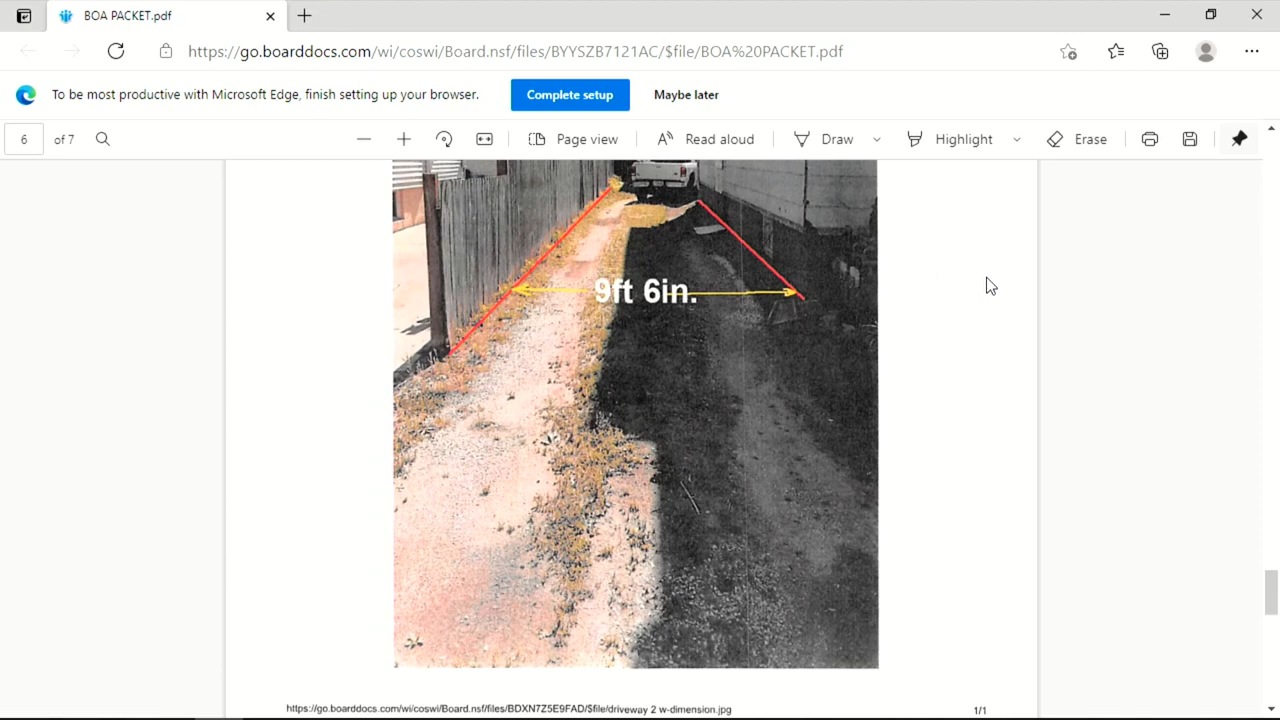 BOA PACKET.pdf
https://go.boarddocs.com/wi/coswi/Board.nsf/files/BYYSZB7121AC/$file/BOA%20PACKET.pdf
To be most productive with Microsoft Edge, finish setting up your browser.
Complete setup
Maybe later
6 of 7
Page view
Read aloud
Draw
Highlight
Erase
9ft 6in.
https://go.boarddocs.com/wi/coswi/Board.nsf/files/BDXN7Z5E9FAD/$file/driveway 2 w-dimension.jpg
1/1